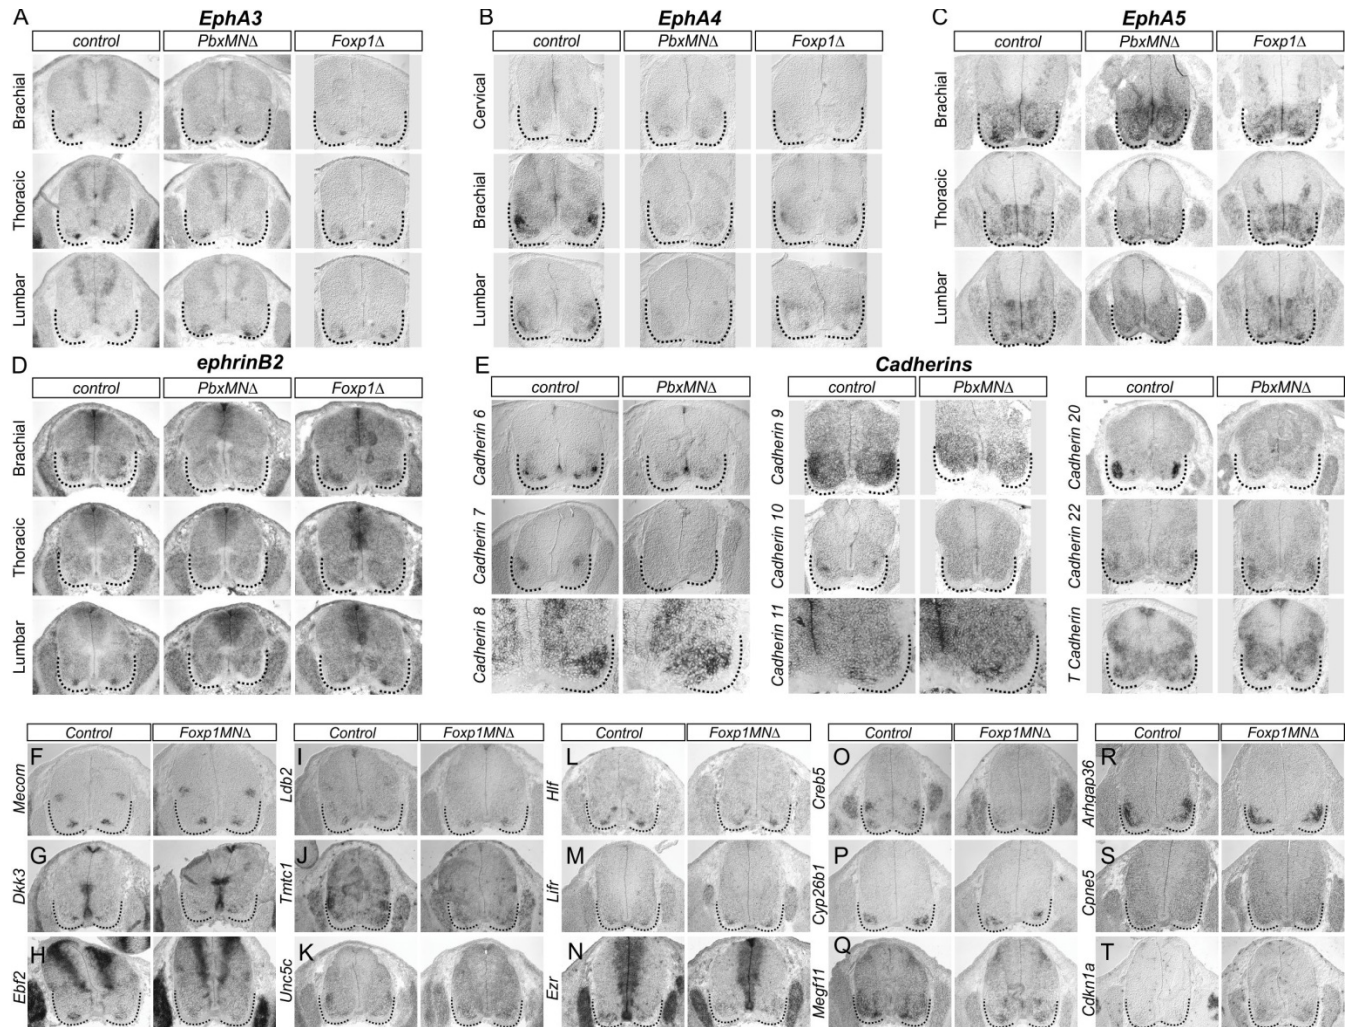 A
EphA3
control
PbxMNΔ
Foxp1Δ
Brachial
Thoracic
Lumbar
B
EphA4
control
PbxMNΔ
Foxp1Δ
Cervical
Brachial
Lumbar
C
EphA5
control
PbxMNΔ
Foxp1Δ
Brachial
Thoracic
Lumbar
D
ephrinB2
control
PbxMNΔ
Foxp1Δ
Brachial
Thoracic
Lumbar
E
Cadherins
control
PbxMNΔ
Cadherin 6
Cadherin 7
Cadherin 8
control
PbxMNΔ
Cadherin 9
Cadherin 10
Cadherin 11
control
PbxMNΔ
Cadherin 20
Cadherin 22
T Cadherin
Control
Foxp1MNΔ
F
Mecom
G
Dkk3
H
Ebf2
Control
Foxp1MNΔ
I
Ldb2
J
Tmtc1
K
Unc5c
Control
Foxp1MNΔ
L
Hlf
M
Lifr
N
Ezr
Control
Foxp1MNΔ
O
Creb5
P
Cyp26b1
Q
Megf11
Control
Foxp1MNΔ
R
Arhgap36
S
Cpne5
T
Cdkn1a